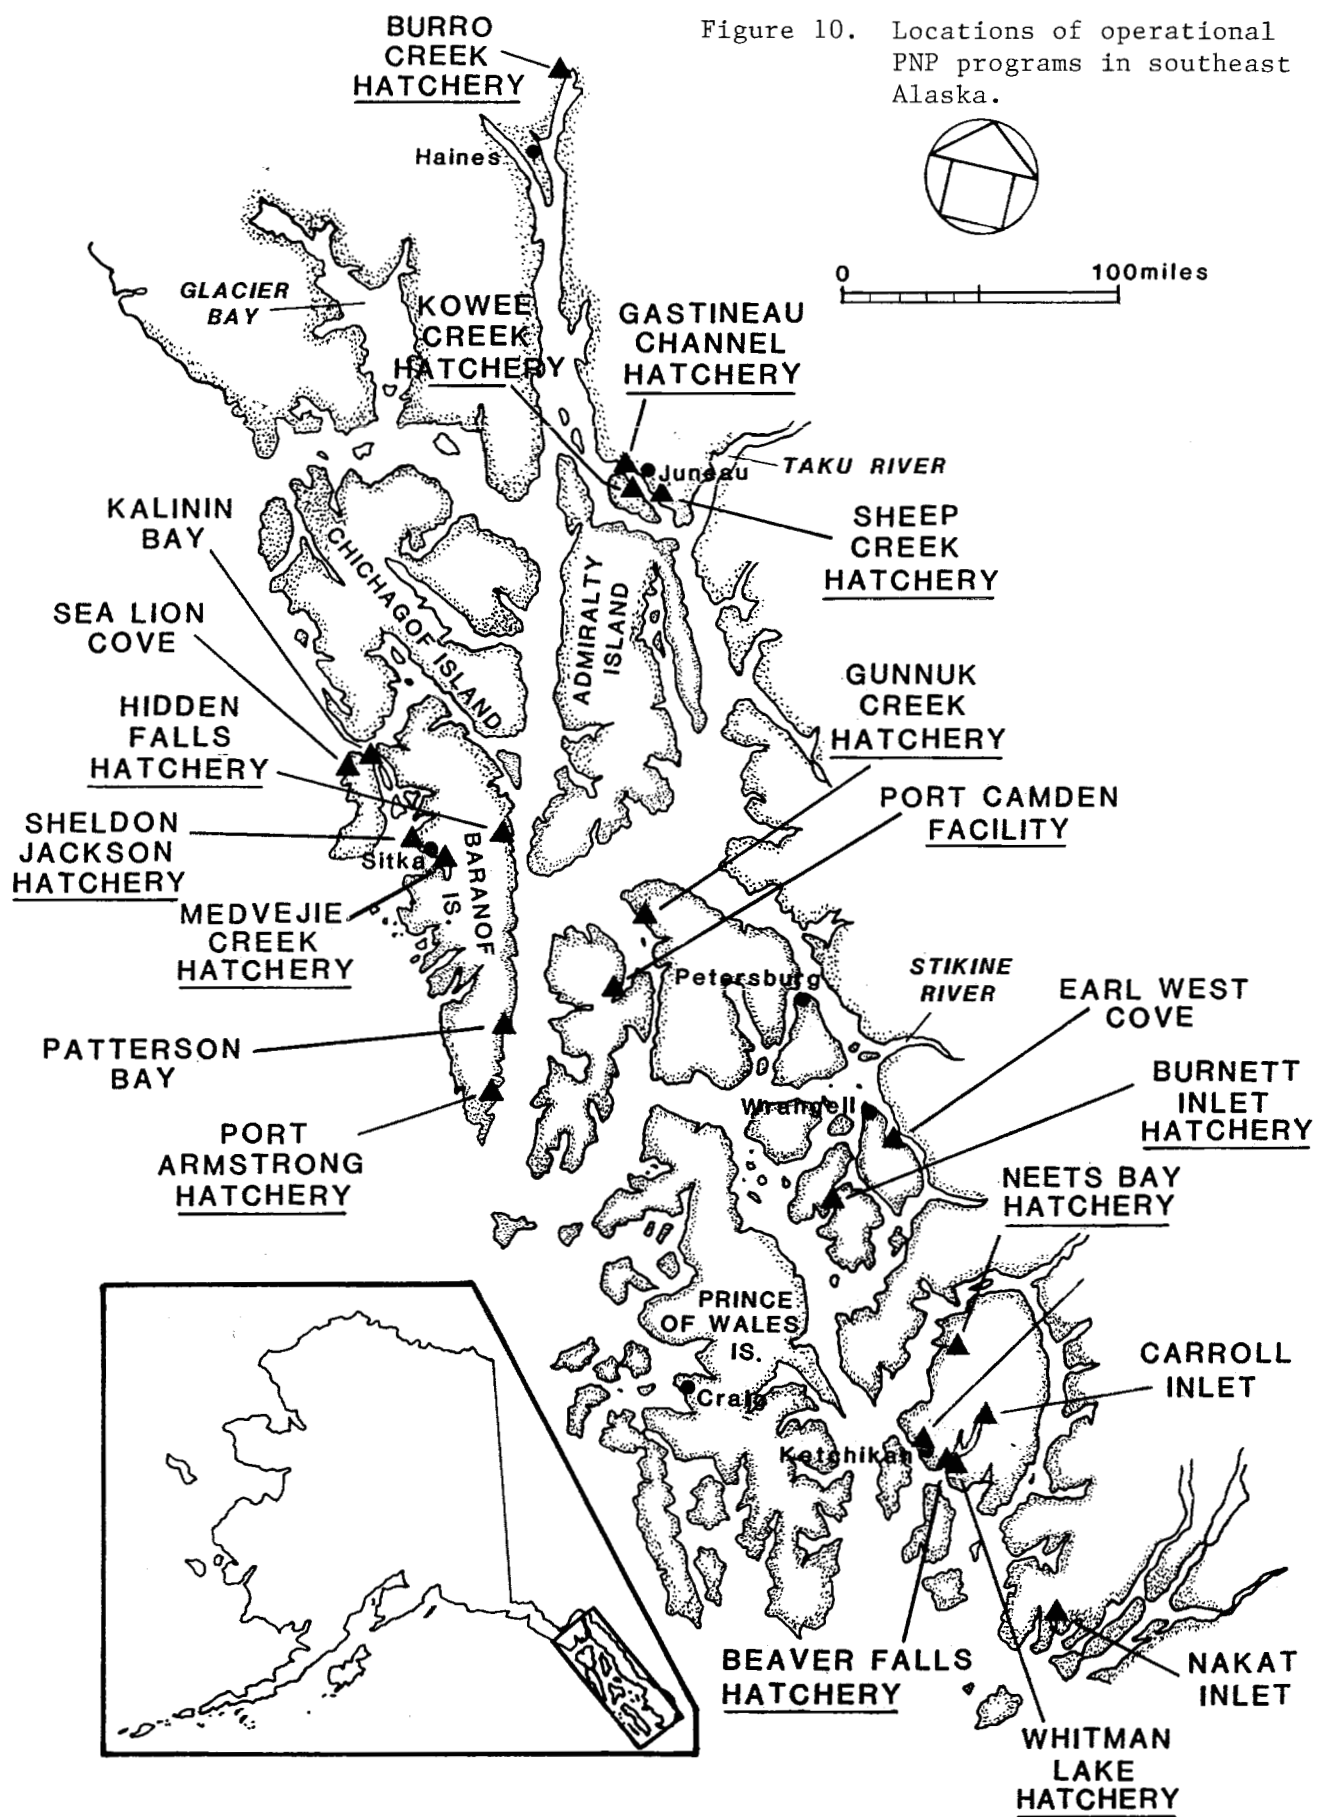 Figure 10. Locations of operational
PNP programs in southeast
Alaska.
BURRO
CREEK
HATCHERY
Haines
0 100miles
GLACIER
BAY
KOWEE
CREEK
HATCHERY
GASTINEAU
CHANNEL
HATCHERY
Juneau
TAKU RIVER
SHEEP
CREEK
HATCHERY
KALININ
BAY
CHICHAGOF ISLAND
ADMIRALTY
ISLAND
SEA LION
COVE
HIDDEN
FALLS
HATCHERY
GUNNUK
CREEK
HATCHERY
PORT CAMDEN
FACILITY
SHELDON
JACKSON
HATCHERY
Sitka
BARANOF
IS.
MEDVEJIE
CREEK
HATCHERY
Petersburg
STIKINE
RIVER
EARL WEST
COVE
PATTERSON
BAY
BURNETT
INLET
HATCHERY
Wrangell
PORT
ARMSTRONG
HATCHERY
NEETS BAY
HATCHERY
PRINCE
OF WALES
IS.
CARROLL
INLET
Craig
Ketchikan
BEAVER FALLS
HATCHERY
NAKAT
INLET
WHITMAN
LAKE
HATCHERY